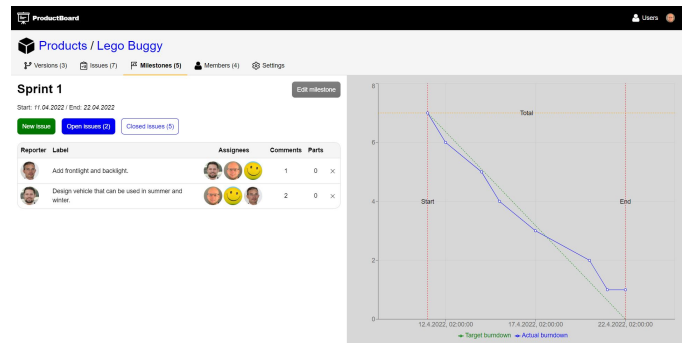 ProductBoard
Users
Products / Lego Buggy
Versions (3)
Issues (7)
Milestones (5)
Members (4)
Settings
Sprint 1
Edit milestone
Start: 11.04.2022 / End: 22.04.2022
New issue
Open issues (2)
Closed issues (5)
Reporter Label Assignees Comments Parts
Add frontlight and backlight. 1 0 ×
Design vehicle that can be used in summer and
winter. 2 0 ×
8
Total
6
4
Start
End
2
0
12.4.2022, 02:00:00
17.4.2022, 02:00:00
22.4.2022, 02:00:00
Target burndown
Actual burndown